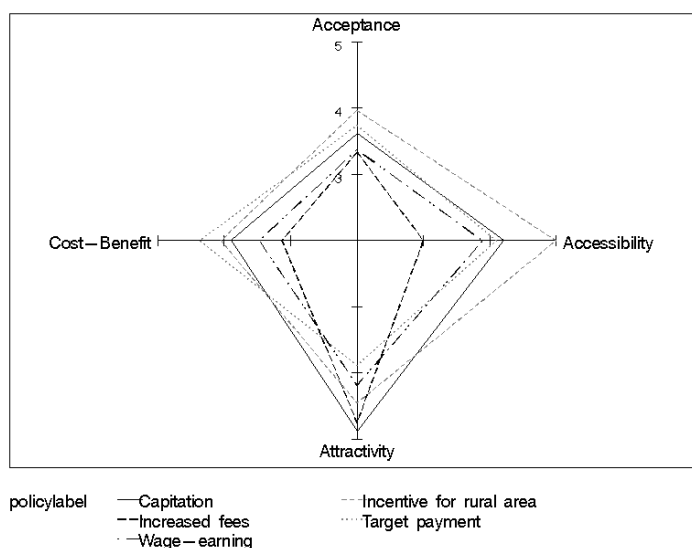 Acceptance
5
4
3
Cost—Benefit
Accessibility
Attractivity
policylabel
Capitation
Incentive for rural area
Increased fees
Target payment
Wage—earning